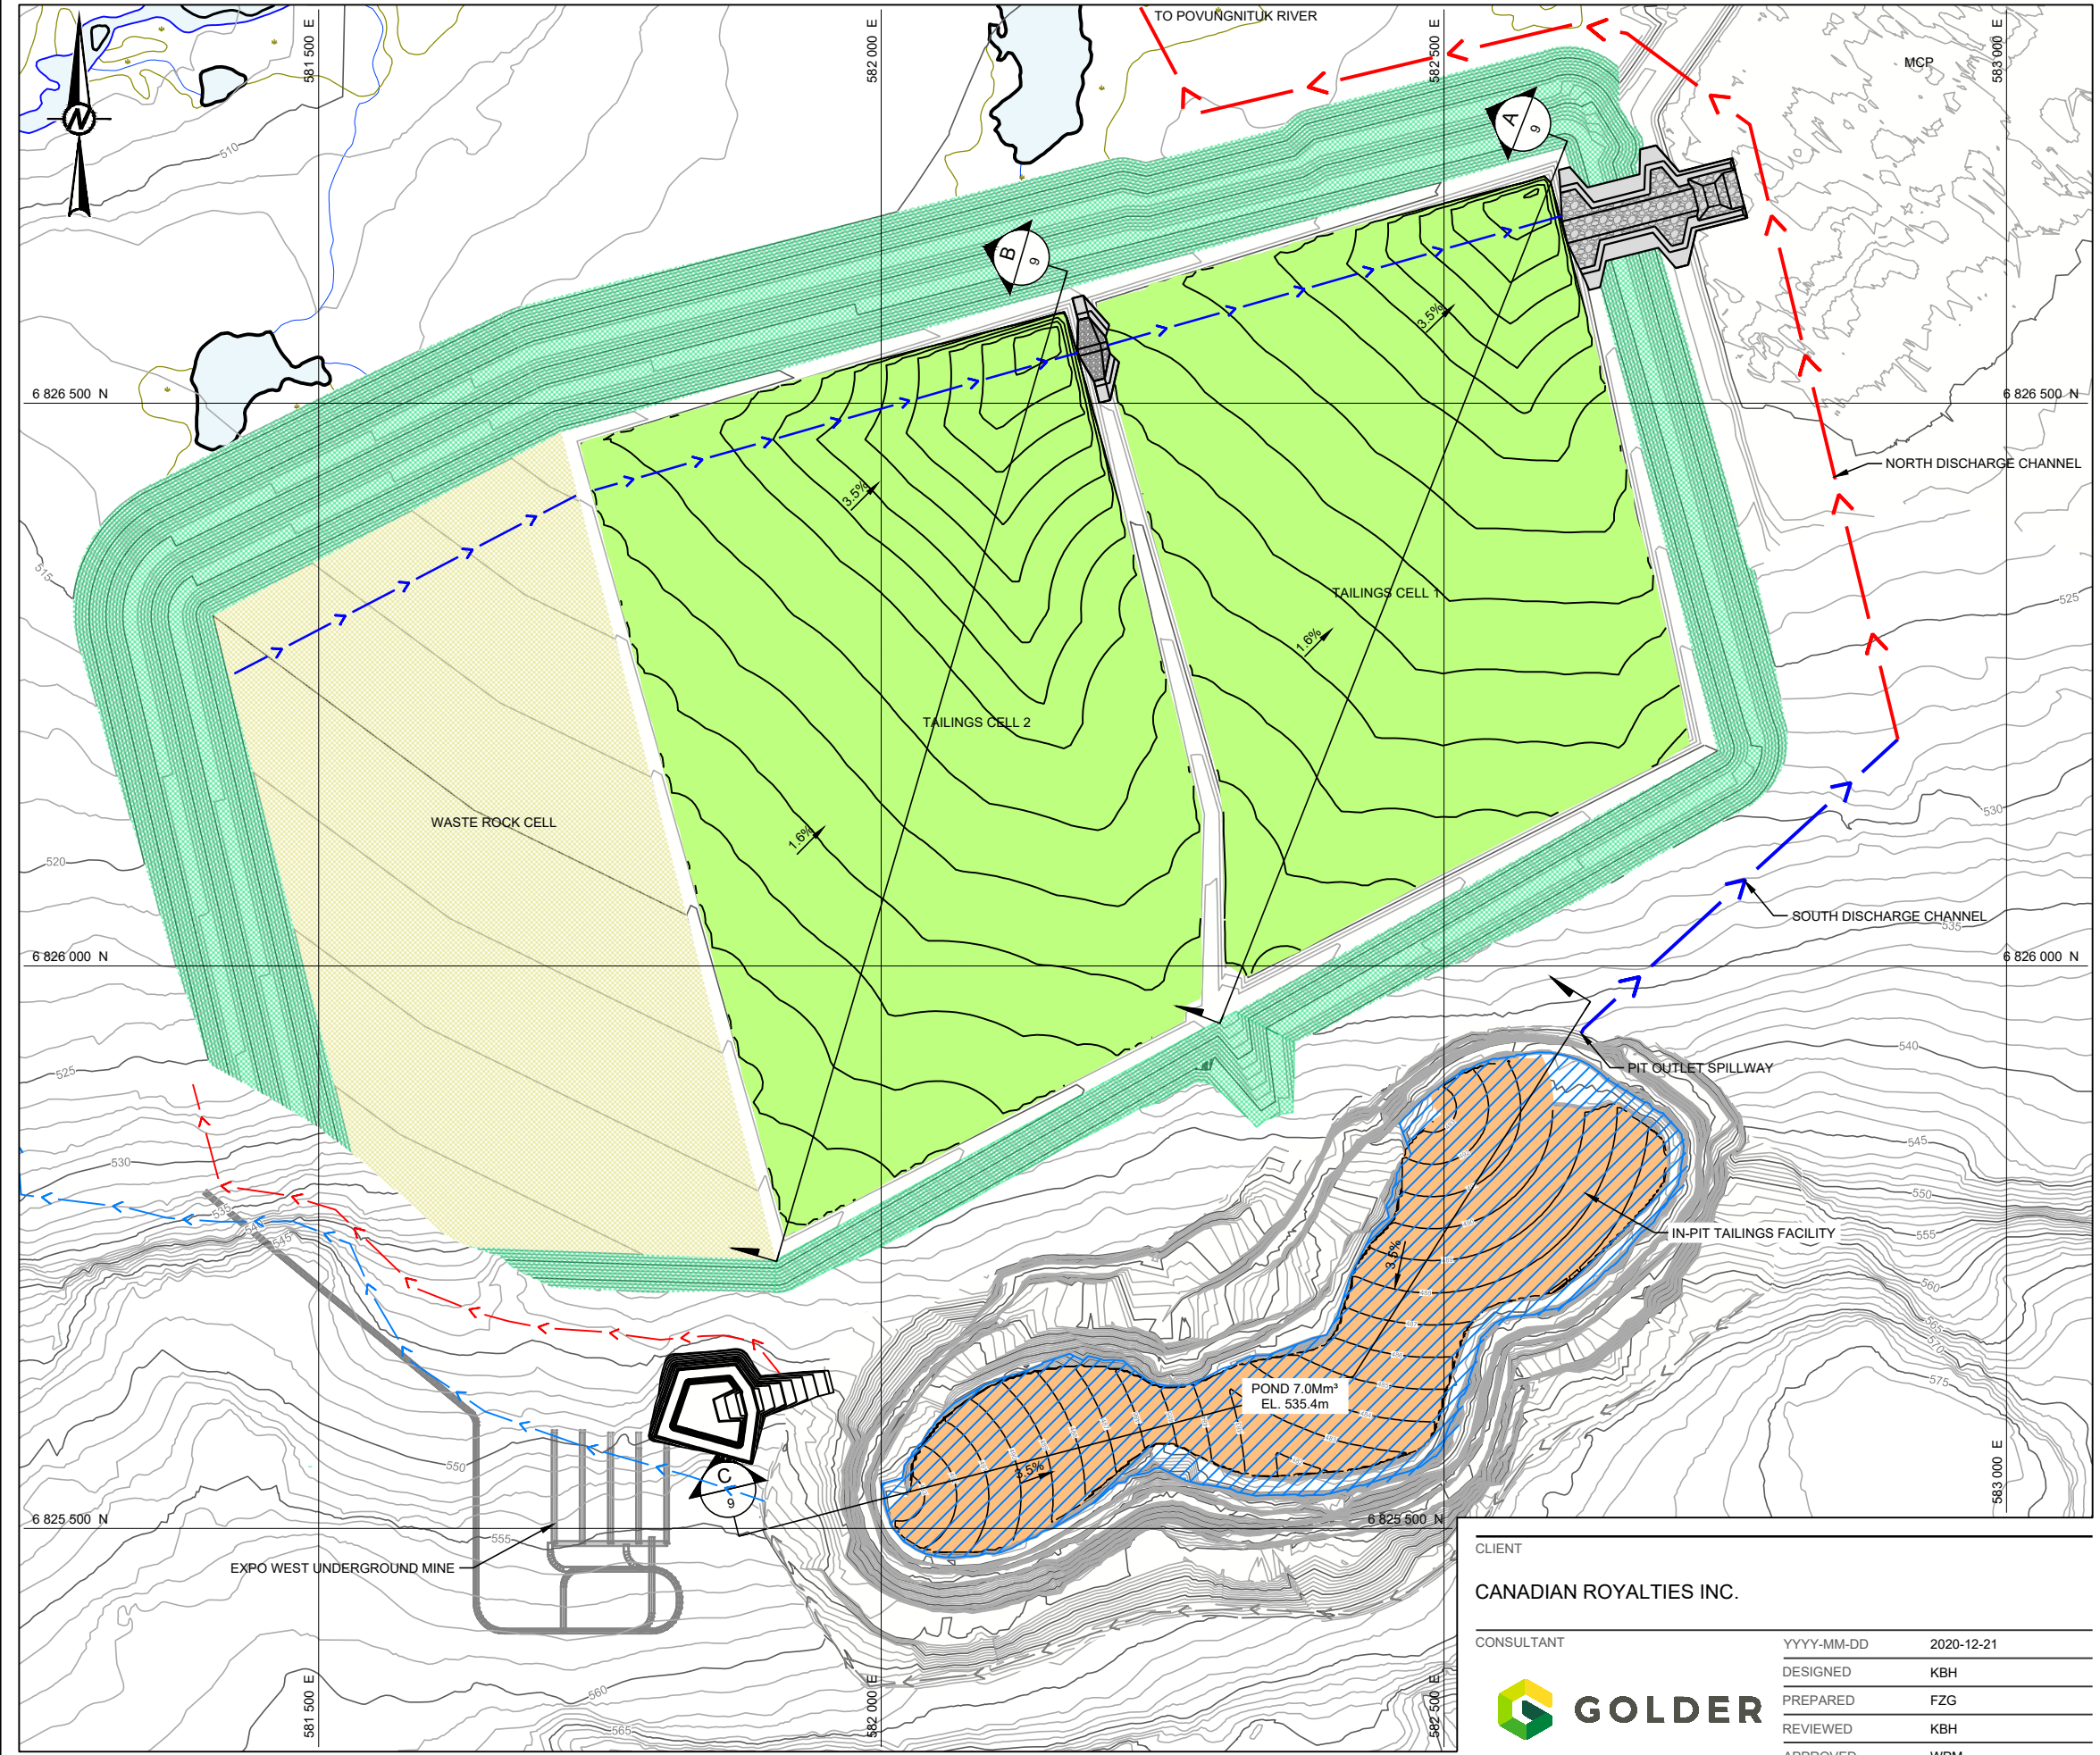 TO POVUNGNITUK RIVER
581 500 E
582 000 E
582 500 E
583 000 E
MCP
N
510
A
9
B
9
3.5%
6 826 500 N
6 826 500 N
NORTH DISCHARGE CHANNEL
3.5%
515
TAILINGS CELL 1
525
1.6%
TAILINGS CELL 2
WASTE ROCK CELL
1.6%
530
520
SOUTH DISCHARGE CHANNEL
535
6 826 000 N
6 826 000 N
540
525
PIT OUTLET SPILLWAY
545
530
550
535
545
IN-PIT TAILINGS FACILITY
555
3.5%
560
565
570
575
POND 7.0Mm³
EL. 535.4m
550
3.5%
C
9
583 000 E
6 825 500 N
6 825 500 N
555
EXPO WEST UNDERGROUND MINE
560
565
581 500 E
582 000 E
582 500 E
CLIENT
CANADIAN ROYALTIES INC.
CONSULTANT
YYYY-MM-DD 2020-12-21
DESIGNED KBH
PREPARED FZG
REVIEWED KBH
GOLDER